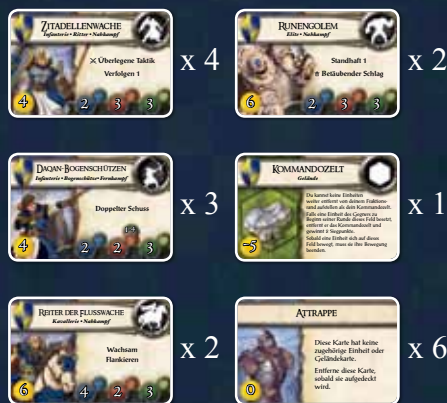 ZITADELLENWACHE
Infanterie • Ritter • Nahkampf
Überlegene Taktik
Verfolgen 1
4 2 3 3
x 4
RUNENGOLEM
Elite • Nahkampf
Standhaft 1
Betäubender Schlag
6 2 3 3
x 2
DAQAN-BOGENSCHÜTZEN
Infanterie • Bogenschütze • Fernkampf
Doppelter Schuss
1-4
4 2 2 3
x 3
KOMMANDOZELT
Gelände
Du kannst keine Einheiten
weiter entfernt von deinem Fraktions-
rand aufstellen als dein Kommandozelt.
Falls eine Einheit des Gegners zu
Beginn seiner Runde dieses Feld besetzt,
entfernt er das Kommandozelt und
gewinnt 2 Siegpunkte.
Sobald eine Einheit sich auf dieses
Feld bewegt, muss sie ihre Bewegung
beenden.
-5
x 1
REITER DER FLUSSWACHE
Kavallerie • Nahkampf
Wachsam
Flankieren
6 4 2 3
x 2
ATTRAPPE
Diese Karte hat keine
zugehörige Einheit oder
Geländekarte.
Entferne diese Karte,
sobald sie aufgedeckt
wird.
0
x 6